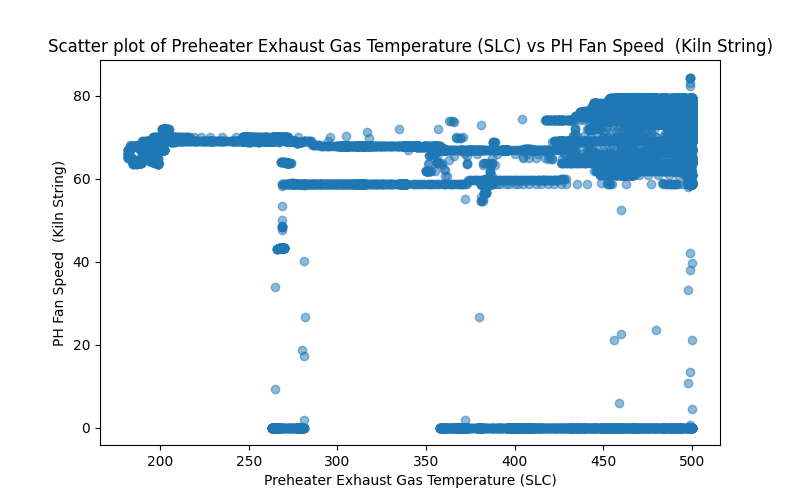 Scatter plot of Preheater Exhaust Gas Temperature (SLC) vs PH Fan Speed  (Kiln String)
80
60
40
20
0
PH Fan Speed  (Kiln String)
200 250 300 350 400 450 500
Preheater Exhaust Gas Temperature (SLC)